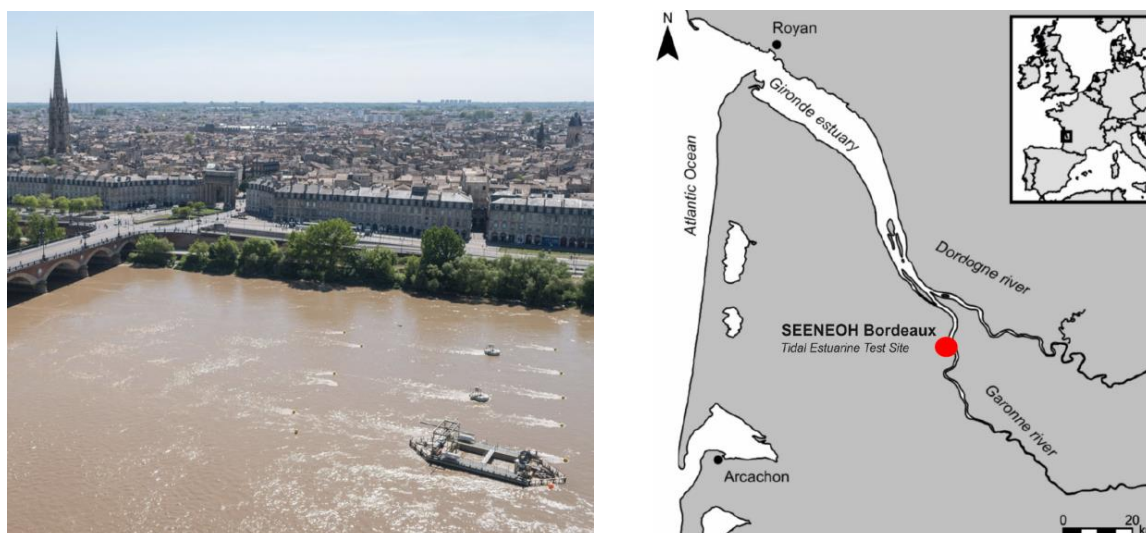 N
Royan
Gironde estuary
Atlantic Ocean
Dordogne river
SEENEOH Bordeaux
Tidal Estuarine Test Site
Garonne river
Arcachon
0 20